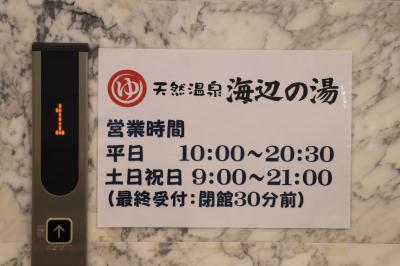 1
ゆ 天然温泉 海辺の湯
営業時間
平日 10:00～20:30
土日祝日 9:00～21:00
(最終受付：閉館30分前)